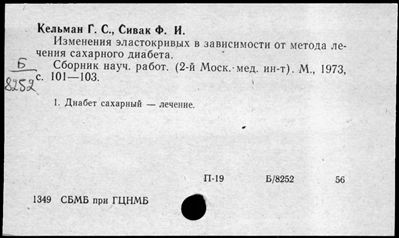 Кельман Г. С., Сивак Ф. И.
Изменения эластокривых в зависимости от метода ле-
чения сахарного диабета.
Б
8252
Сборник науч. работ. (2-й Моск. мед. ин-т). М., 1973,
с. 101—103.
1. Диабет сахарный — лечение.
П-19 Б/8252 56
1349 СБМБ при ГЦНМБ